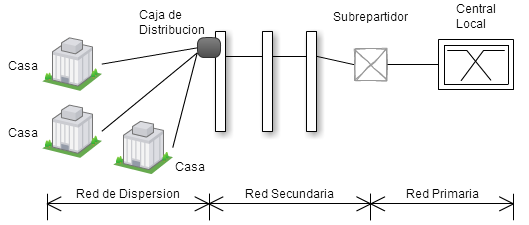 Caja de
Distribucion
Subrepartidor
Central
Local
Casa
Casa
Casa
Red de Dispersion
Red Secundaria
Red Primaria